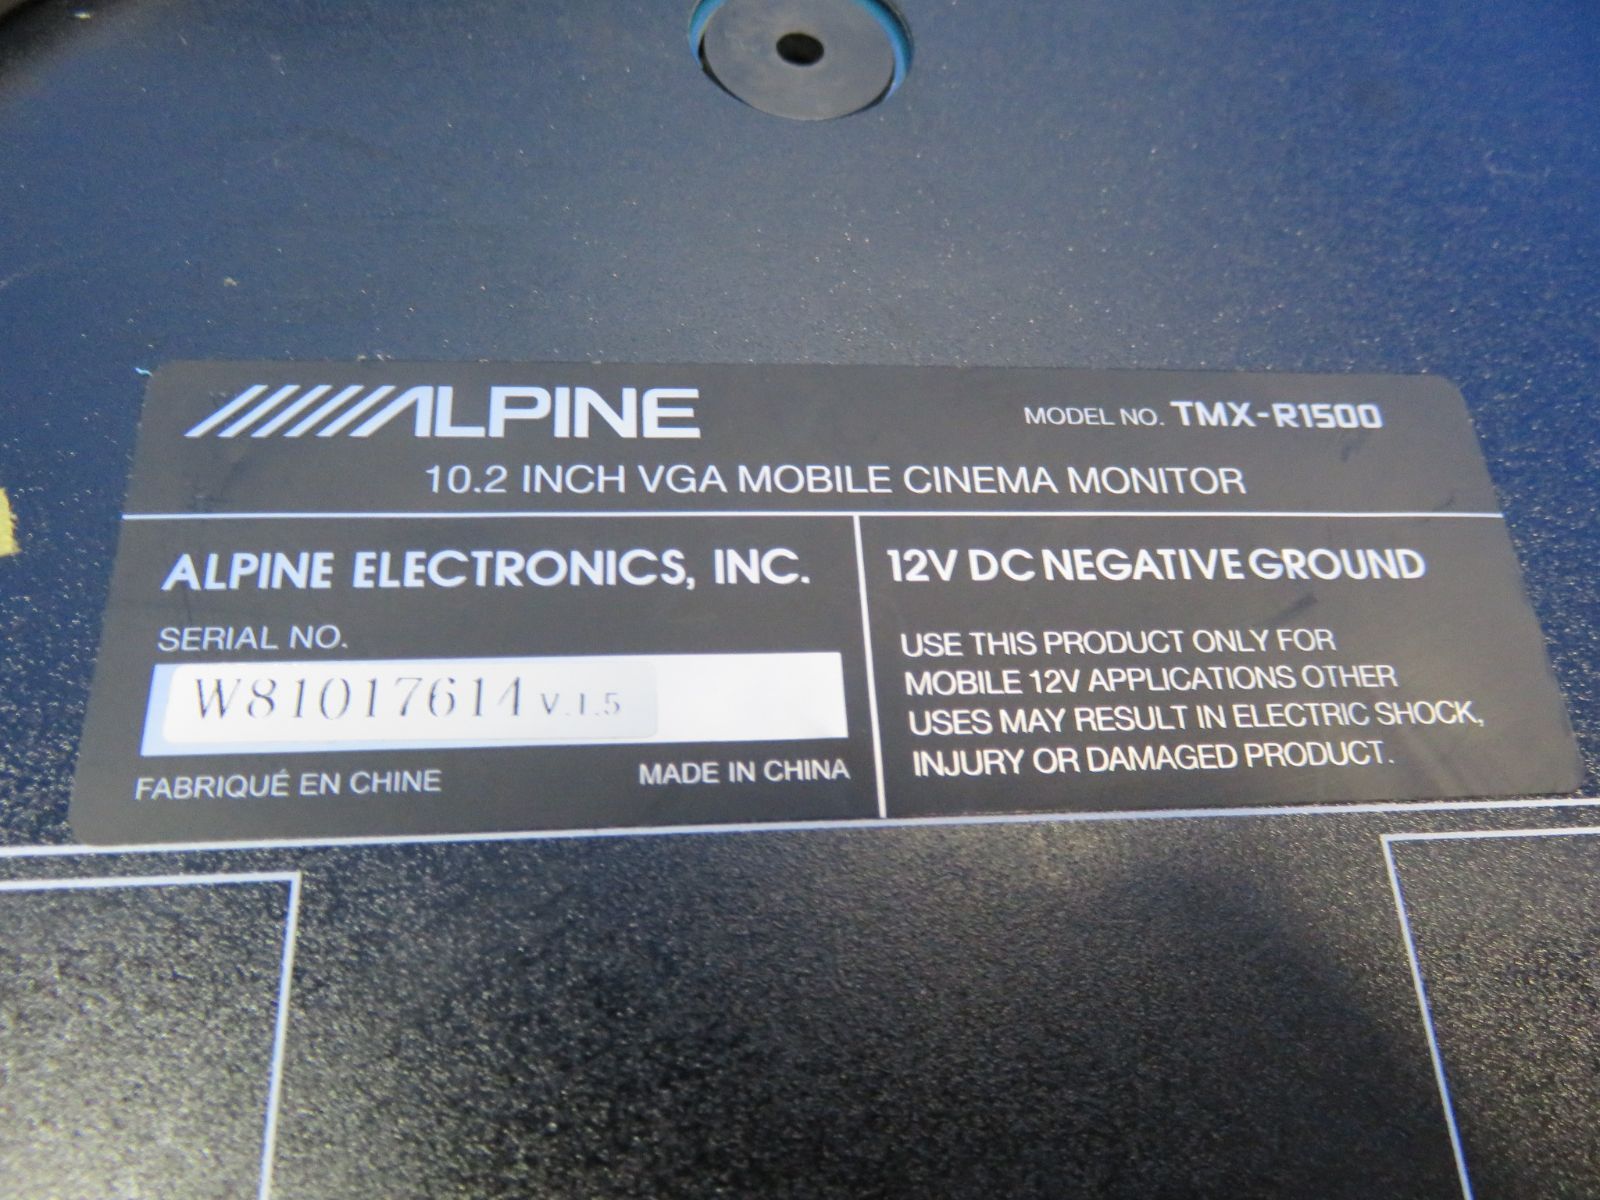 ALPINE
MODEL NO. TMX-R1500
10.2 INCH VGA MOBILE CINEMA MONITOR
ALPINE ELECTRONICS, INC.
SERIAL NO.
W81017614 V.1.5
FABRIQUÉ EN CHINE
MADE IN CHINA
12V DC NEGATIVE GROUND
USE THIS PRODUCT ONLY FOR
MOBILE 12V APPLICATIONS OTHER
USES MAY RESULT IN ELECTRIC SHOCK,
INJURY OR DAMAGED PRODUCT.